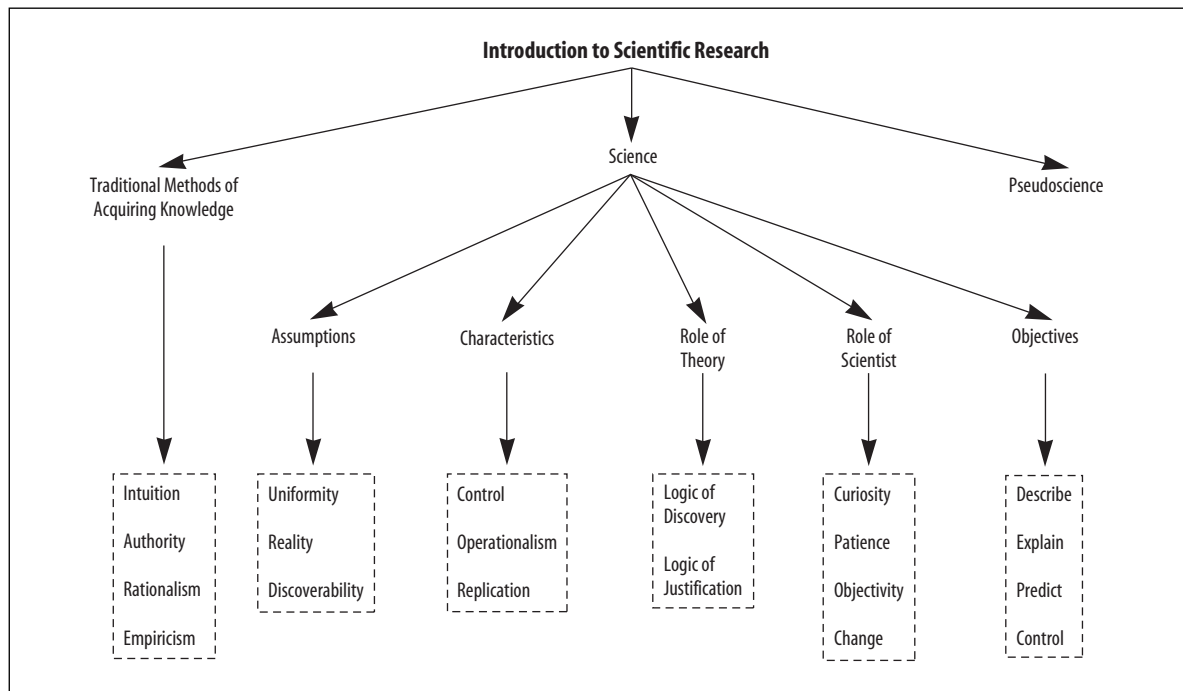 Introduction to Scientific Research
Science
Traditional Methods of
Acquiring Knowledge
Pseudoscience
Assumptions
Characteristics
Role of
Theory
Role of
Scientist
Objectives
Intuition
Authority
Rationalism
Empiricism
Uniformity
Reality
Discoverability
Control
Operationalism
Replication
Logic of
Discovery
Logic of
Justification
Curiosity
Patience
Objectivity
Change
Describe
Explain
Predict
Control